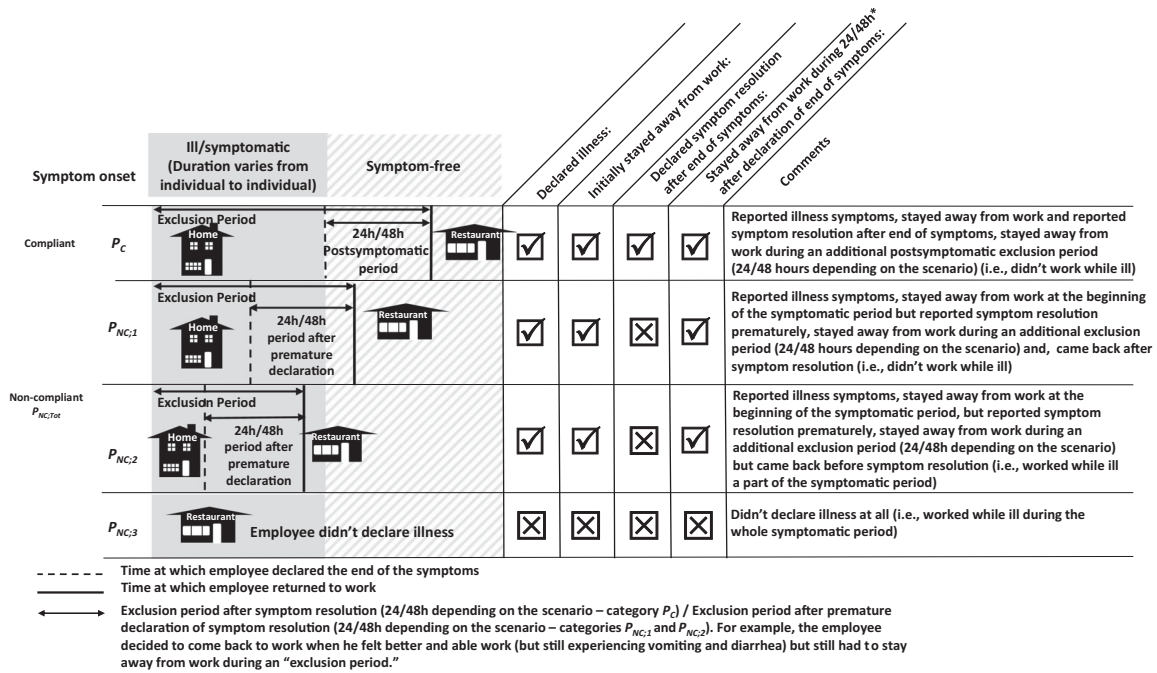 Declared illness:
Initially stayed away from work:
Declared symptom resolution
after end of symptoms:
Stayed away from work during 24/48h*
after declaration of end of symptoms:
Comments
Symptom onset
Ill/symptomatic
(Duration varies from
individual to individual)
Symptom-free
Compliant
P_C
Exclusion Period
Home
24h/48h
Postsymptomatic
period
Restaurant
Reported illness symptoms, stayed away from work and reported
symptom resolution after end of symptoms, stayed away from
work during an additional postsymptomatic exclusion period
(24/48 hours depending on the scenario) (i.e., didn't work while ill)
Non-compliant
P_NC;Tot
P_NC;1
Exclusion Period
Home
24h/48h
period after
premature
declaration
Restaurant
Reported illness symptoms, stayed away from work at the beginning
of the symptomatic period but reported symptom resolution
prematurely, stayed away from work during an additional exclusion
period (24/48 hours depending on the scenario) and, came back after
symptom resolution (i.e., didn't work while ill)
P_NC;2
Exclusion Period
Home
24h/48h
period after
premature
declaration
Restaurant
Reported illness symptoms, stayed away from work at the
beginning of the symptomatic period, but reported symptom
resolution prematurely, stayed away from work during an
additional exclusion period (24/48h depending on the scenario)
but came back before symptom resolution (i.e., worked while ill
a part of the symptomatic period)
P_NC;3
Restaurant
Employee didn't declare illness
Didn't declare illness at all (i.e., worked while ill during the
whole symptomatic period)
Time at which employee declared the end of the symptoms
Time at which employee returned to work
Exclusion period after symptom resolution (24/48h depending on the scenario – category P_C) / Exclusion period after premature
declaration of symptom resolution (24/48h depending on the scenario – categories P_NC;1 and P_NC;2). For example, the employee
decided to come back to work when he felt better and able work (but still experiencing vomiting and diarrhea) but still had to stay
away from work during an "exclusion period."